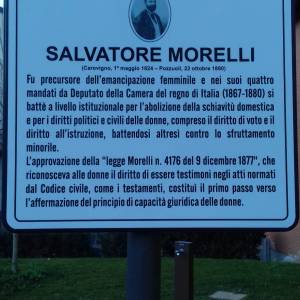 SALVATORE MORELLI
(Carovigno, 1° maggio 1824 – Pozzuoli, 22 ottobre 1880)
Fu precursore dell'emancipazione femminile e nei suoi quattro
mandati da Deputato della Camera del regno di Italia (1867-1880) si
battè a livello istituzionale per l'abolizione della schiavitù domestica
e per i diritti politici e civili delle donne, compreso il diritto di voto e il
diritto all'istruzione, battendosi altresì contro lo sfruttamento
minorile.
L'approvazione della "legge Morelli n. 4176 del 9 dicembre 1877", che
riconosceva alle donne il diritto di essere testimoni negli atti normati
dal Codice civile, come i testamenti, costituì il primo passo verso
l'affermazione del principio di capacità giuridica delle donne.